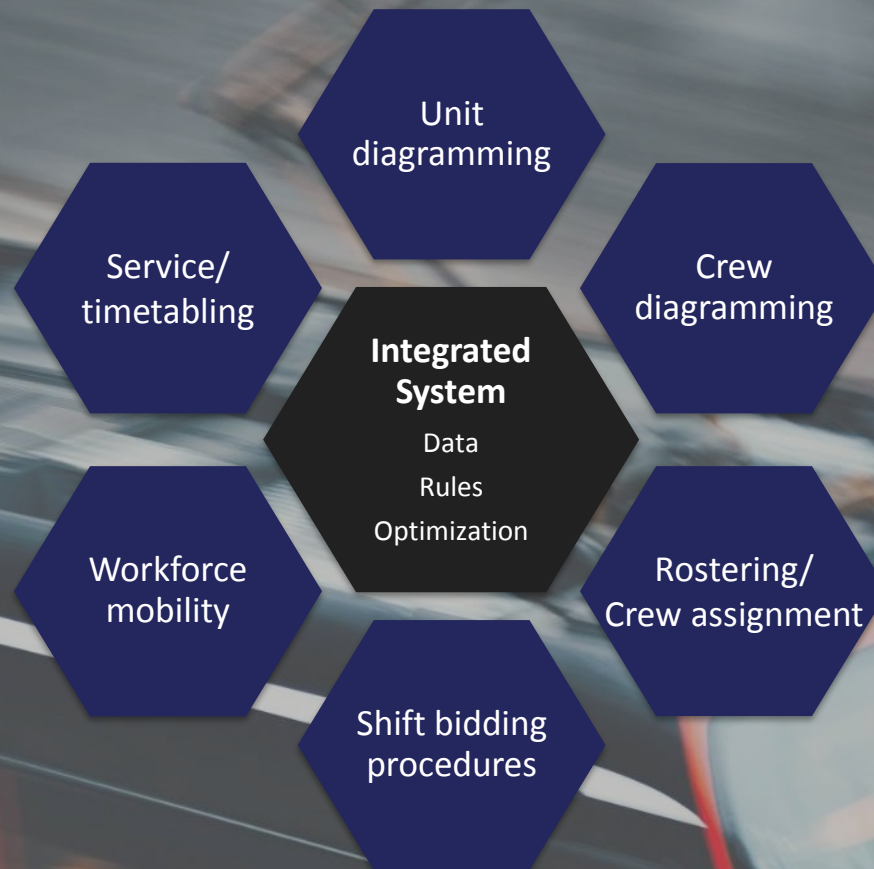 Unit
diagramming
Service/
timetabling
Crew
diagramming
Integrated
System
Data
Rules
Optimization
Workforce
mobility
Rostering/
Crew assignment
Shift bidding
procedures